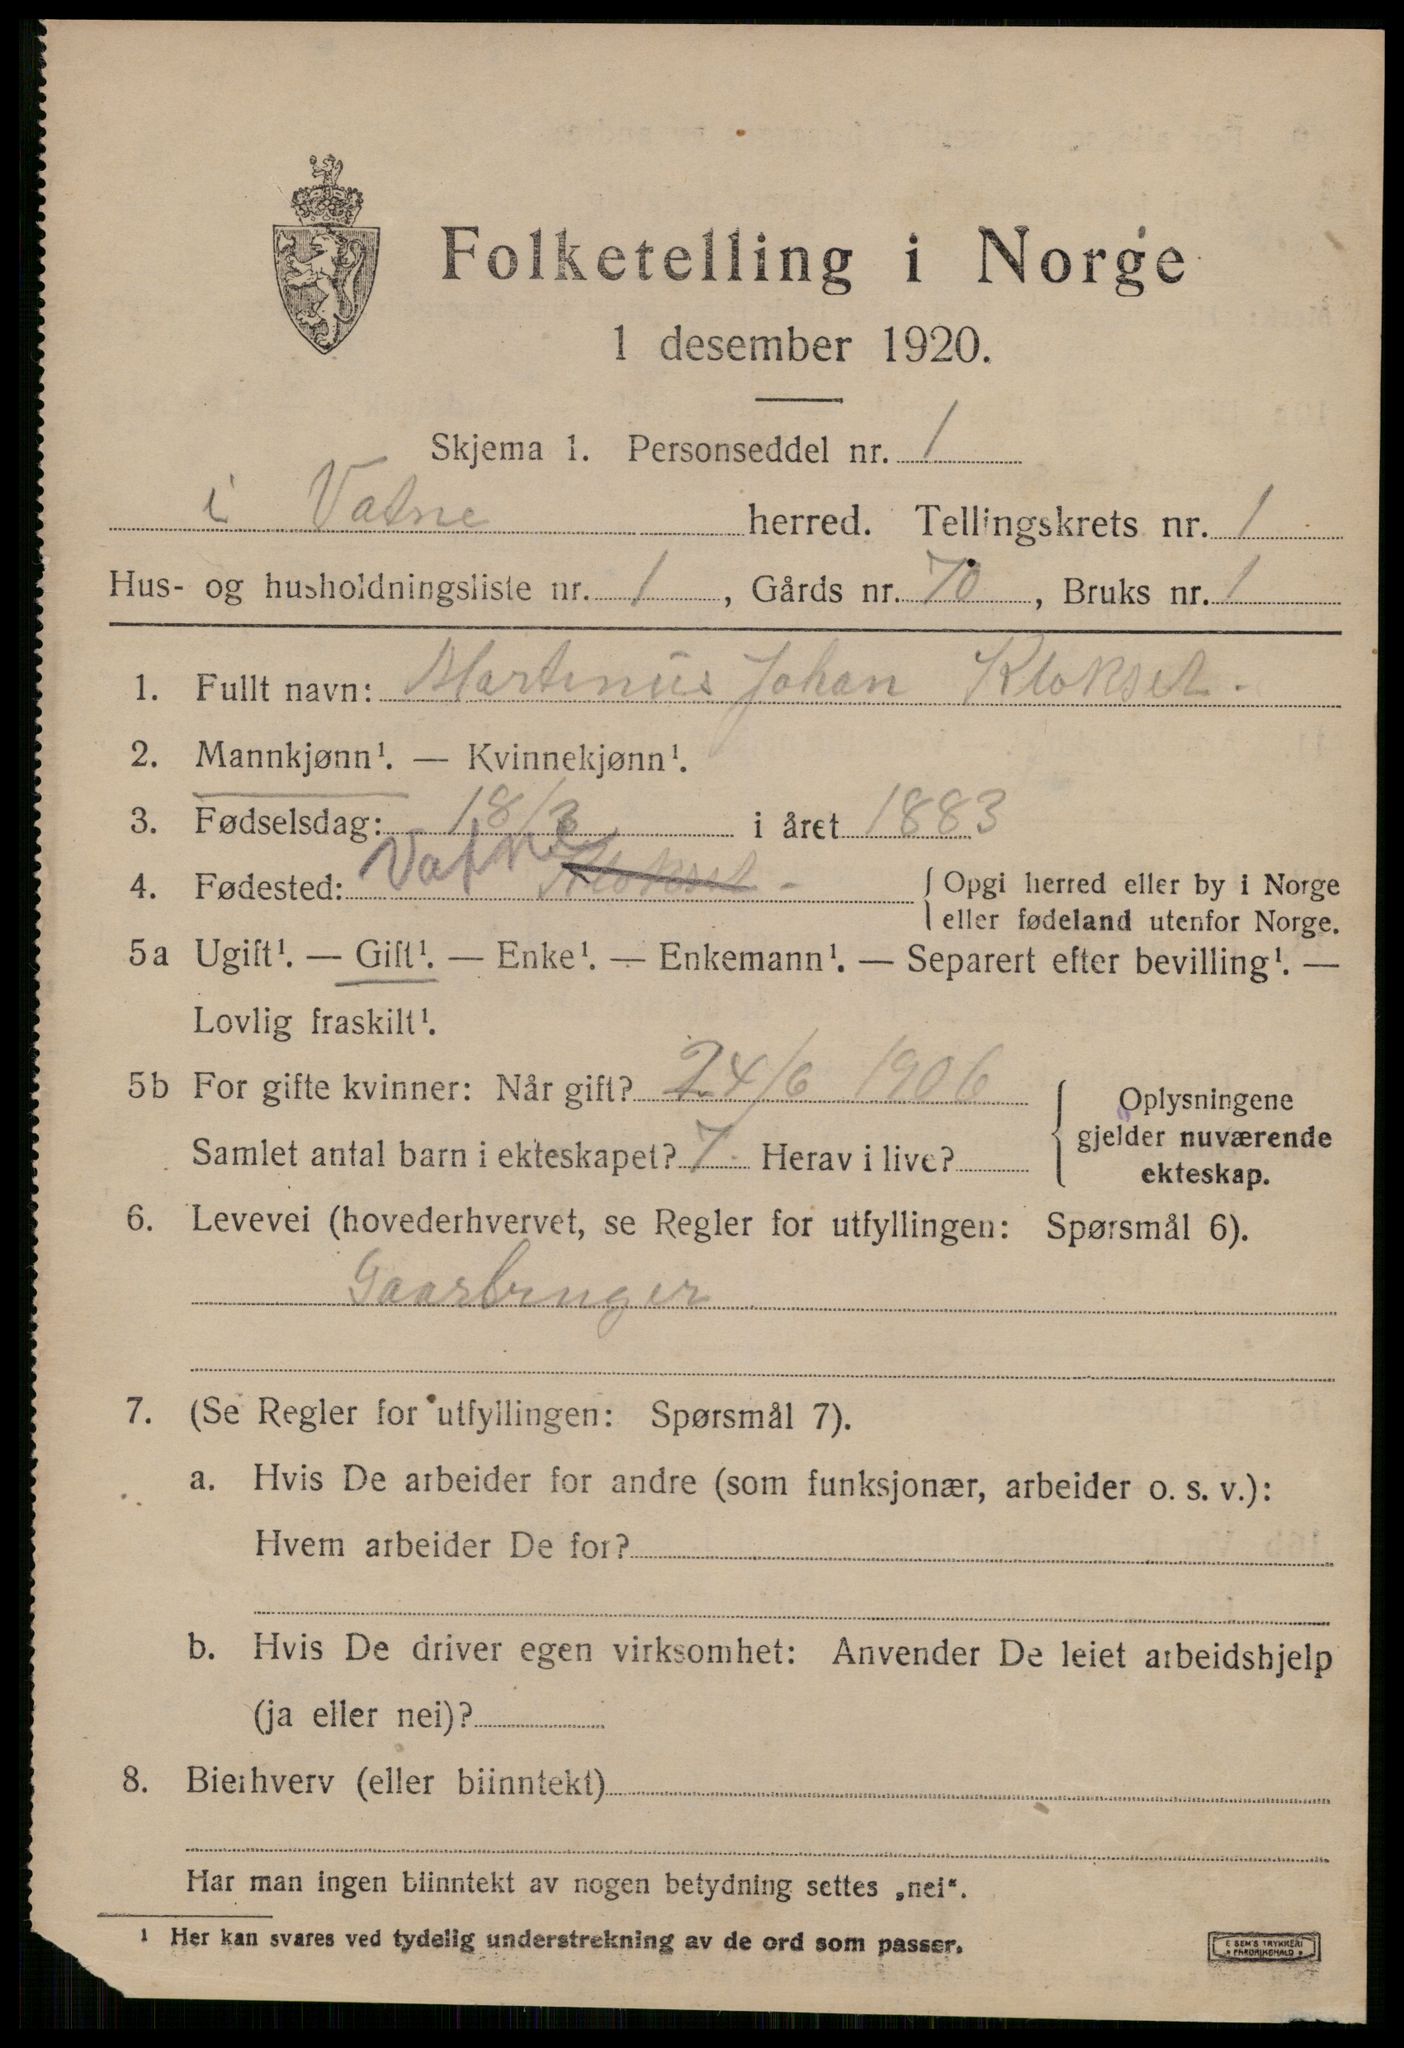 Folketelling i Norge
1 desember 1920.
Skjema 1. Personseddel nr. 1
i Vatne herred. Tellingskrets nr. 1
Hus- og husholdningsliste nr. 1, Gårds nr. 70, Bruks nr. 1
1. Fullt navn: Martinus Johan Klokset.
2. Mannkjønn¹. — Kvinnekjønn¹.
3. Fødselsdag: 18/3 i året 1883
4. Fødested: Vatne Klokset - { Opgi herred eller by i Norge
eller fødeland utenfor Norge.
5a Ugift¹. — Gift¹. — Enke¹. — Enkemann¹. — Separert efter bevilling¹. —
Lovlig fraskilt¹.
5b For gifte kvinner: Når gift? 24/6 1906
Samlet antal barn i ekteskapet? 7. Herav i live?
Oplysningene
gjelder nuværende
ekteskap.
6. Levevei (hovederhvervet, se Regler for utfyllingen: Spørsmål 6).
Gaarbruger
7. (Se Regler for utfyllingen: Spørsmål 7).
a. Hvis De arbeider for andre (som funksjonær, arbeider o. s. v.):
Hvem arbeider De for?
b. Hvis De driver egen virksomhet: Anvender De leiet arbeidshjelp
(ja eller nei)?
8. Bierhverv (eller biinntekt)
Har man ingen biinntekt av nogen betydning settes „nei".
¹ Her kan svares ved tydelig understrekning av de ord som passer.
E SEM'S TRYKKERI
FREDRIKSHALD